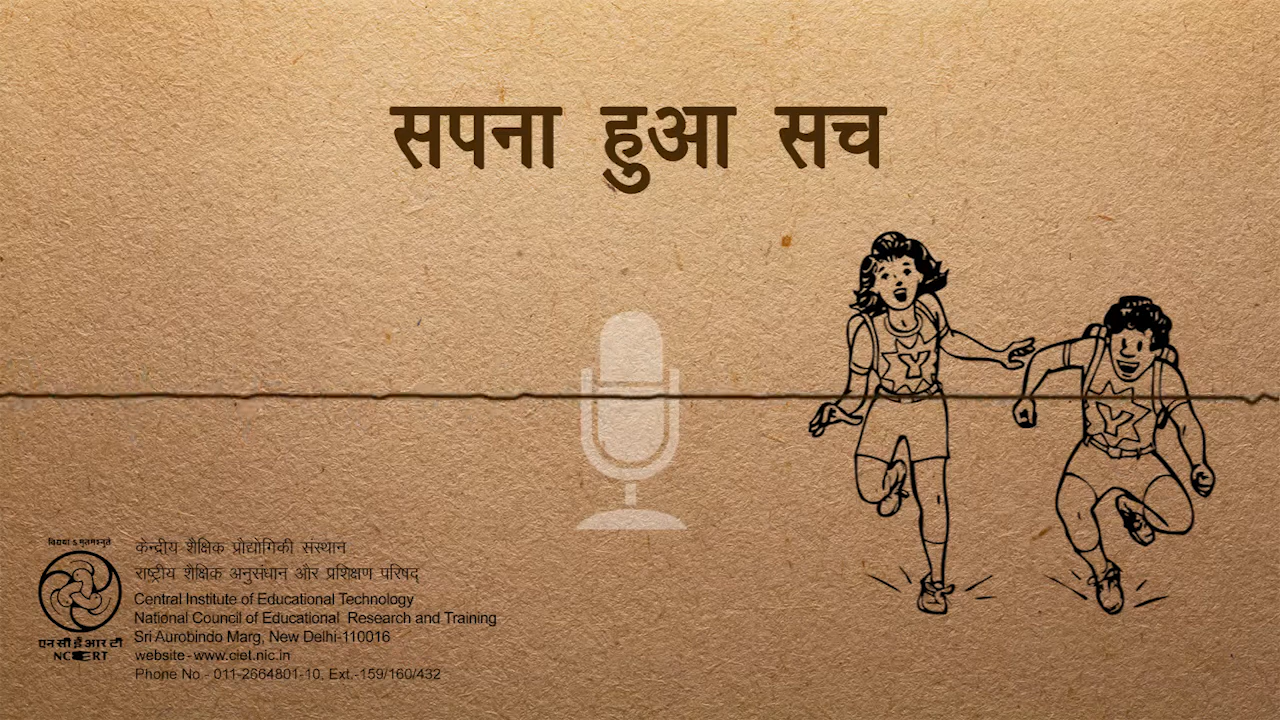 सपना हुआ सच
Y
Y
विद्यया ऽ मृतमश्नुते
एन सी ई आर टी
NCERT
केन्द्रीय शैक्षिक प्रौद्योगिकी संस्थान
राष्ट्रीय शैक्षिक अनुसंधान और प्रशिक्षण परिषद्
Central Institute of Educational Technology
National Council of Educational Research and Training
Sri Aurobindo Marg, New Delhi-110016
website-www.ciet.nic.in
Phone No - 011-2664801-10, Ext.-159/160/432